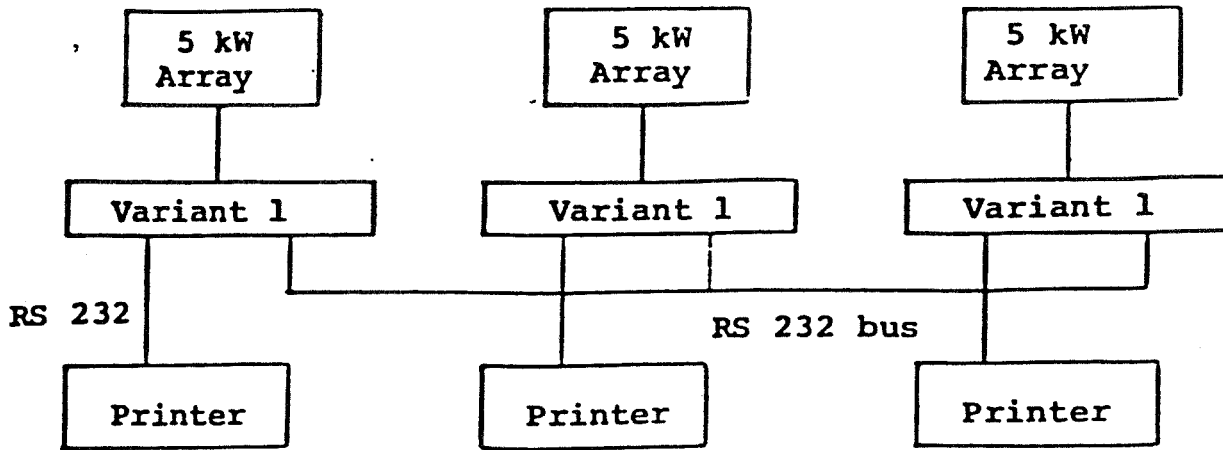 5 kW
Array
5 kW
Array
5 kW
Array
Variant 1
Variant 1
Variant 1
RS 232
RS 232 bus
Printer
Printer
Printer